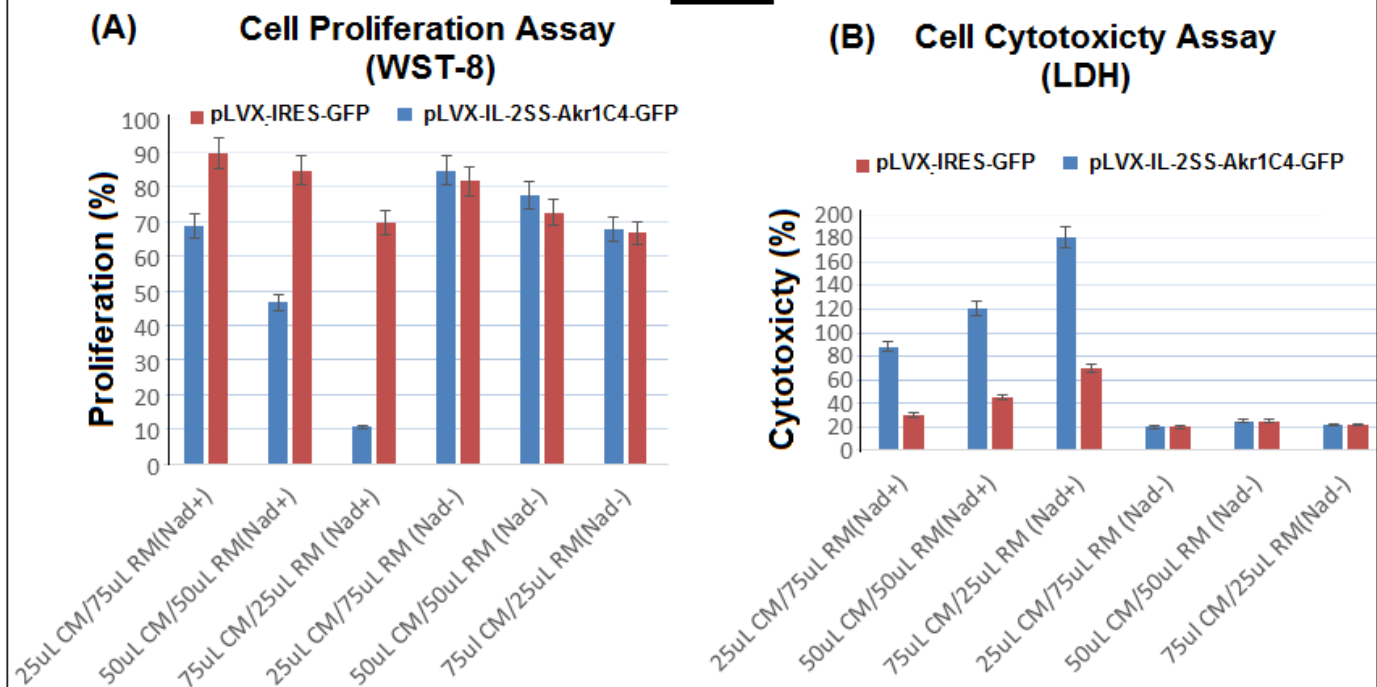 (A) Cell Proliferation Assay
(WST-8)
pLVX-IRES-GFP pLVX-IL-2SS-Akr1C4-GFP
Proliferation (%)
100
90
80
70
60
50
40
30
20
10
0
25uL CM/75uL RM(Nad+)
50uL CM/50uL RM(Nad+)
75uL CM/25uL RM (Nad+)
25uL CM/75uL RM (Nad-)
50uL CM/50uL RM (Nad-)
75uL CM/25uL RM(Nad-)
(B) Cell Cytotoxicty Assay
(LDH)
pLVX-IRES-GFP pLVX-IL-2SS-Akr1C4-GFP
Cytotoxicty (%)
200
180
160
140
120
100
80
60
40
20
0
25uL CM/75uL RM(Nad+)
50uL CM/50uL RM(Nad+)
75uL CM/25uL RM (Nad+)
25uL CM/75uL RM (Nad-)
50uL CM/50uL RM (Nad-)
75ul CM/25uL RM(Nad-)